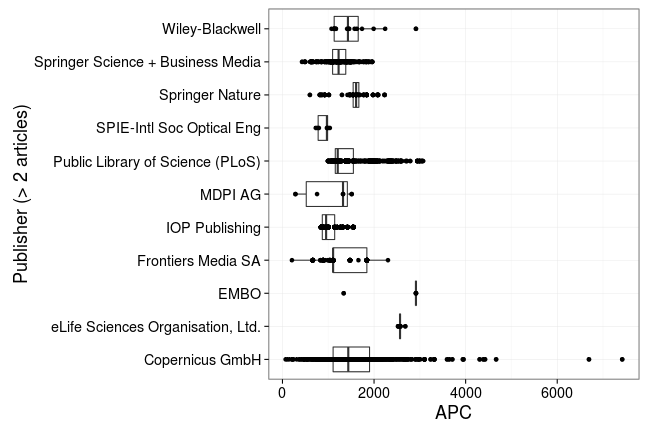 Publisher (> 2 articles)
Wiley-Blackwell
Springer Science + Business Media
Springer Nature
SPIE-Intl Soc Optical Eng
Public Library of Science (PLoS)
MDPI AG
IOP Publishing
Frontiers Media SA
EMBO
eLife Sciences Organisation, Ltd.
Copernicus GmbH
0 2000 4000 6000
APC